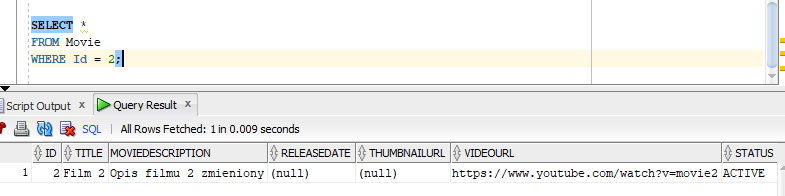 SELECT *
FROM Movie
WHERE Id = 2;
Script Output x Query Result x
SQL | All Rows Fetched: 1 in 0.009 seconds
ID TITLE MOVIEDESCRIPTION RELEASEDATE THUMBNAILURL VIDEOURL STATUS
1 2 Film 2 Opis filmu 2 zmieniony (null) (null) https://www.youtube.com/watch?v=movie2 ACTIVE